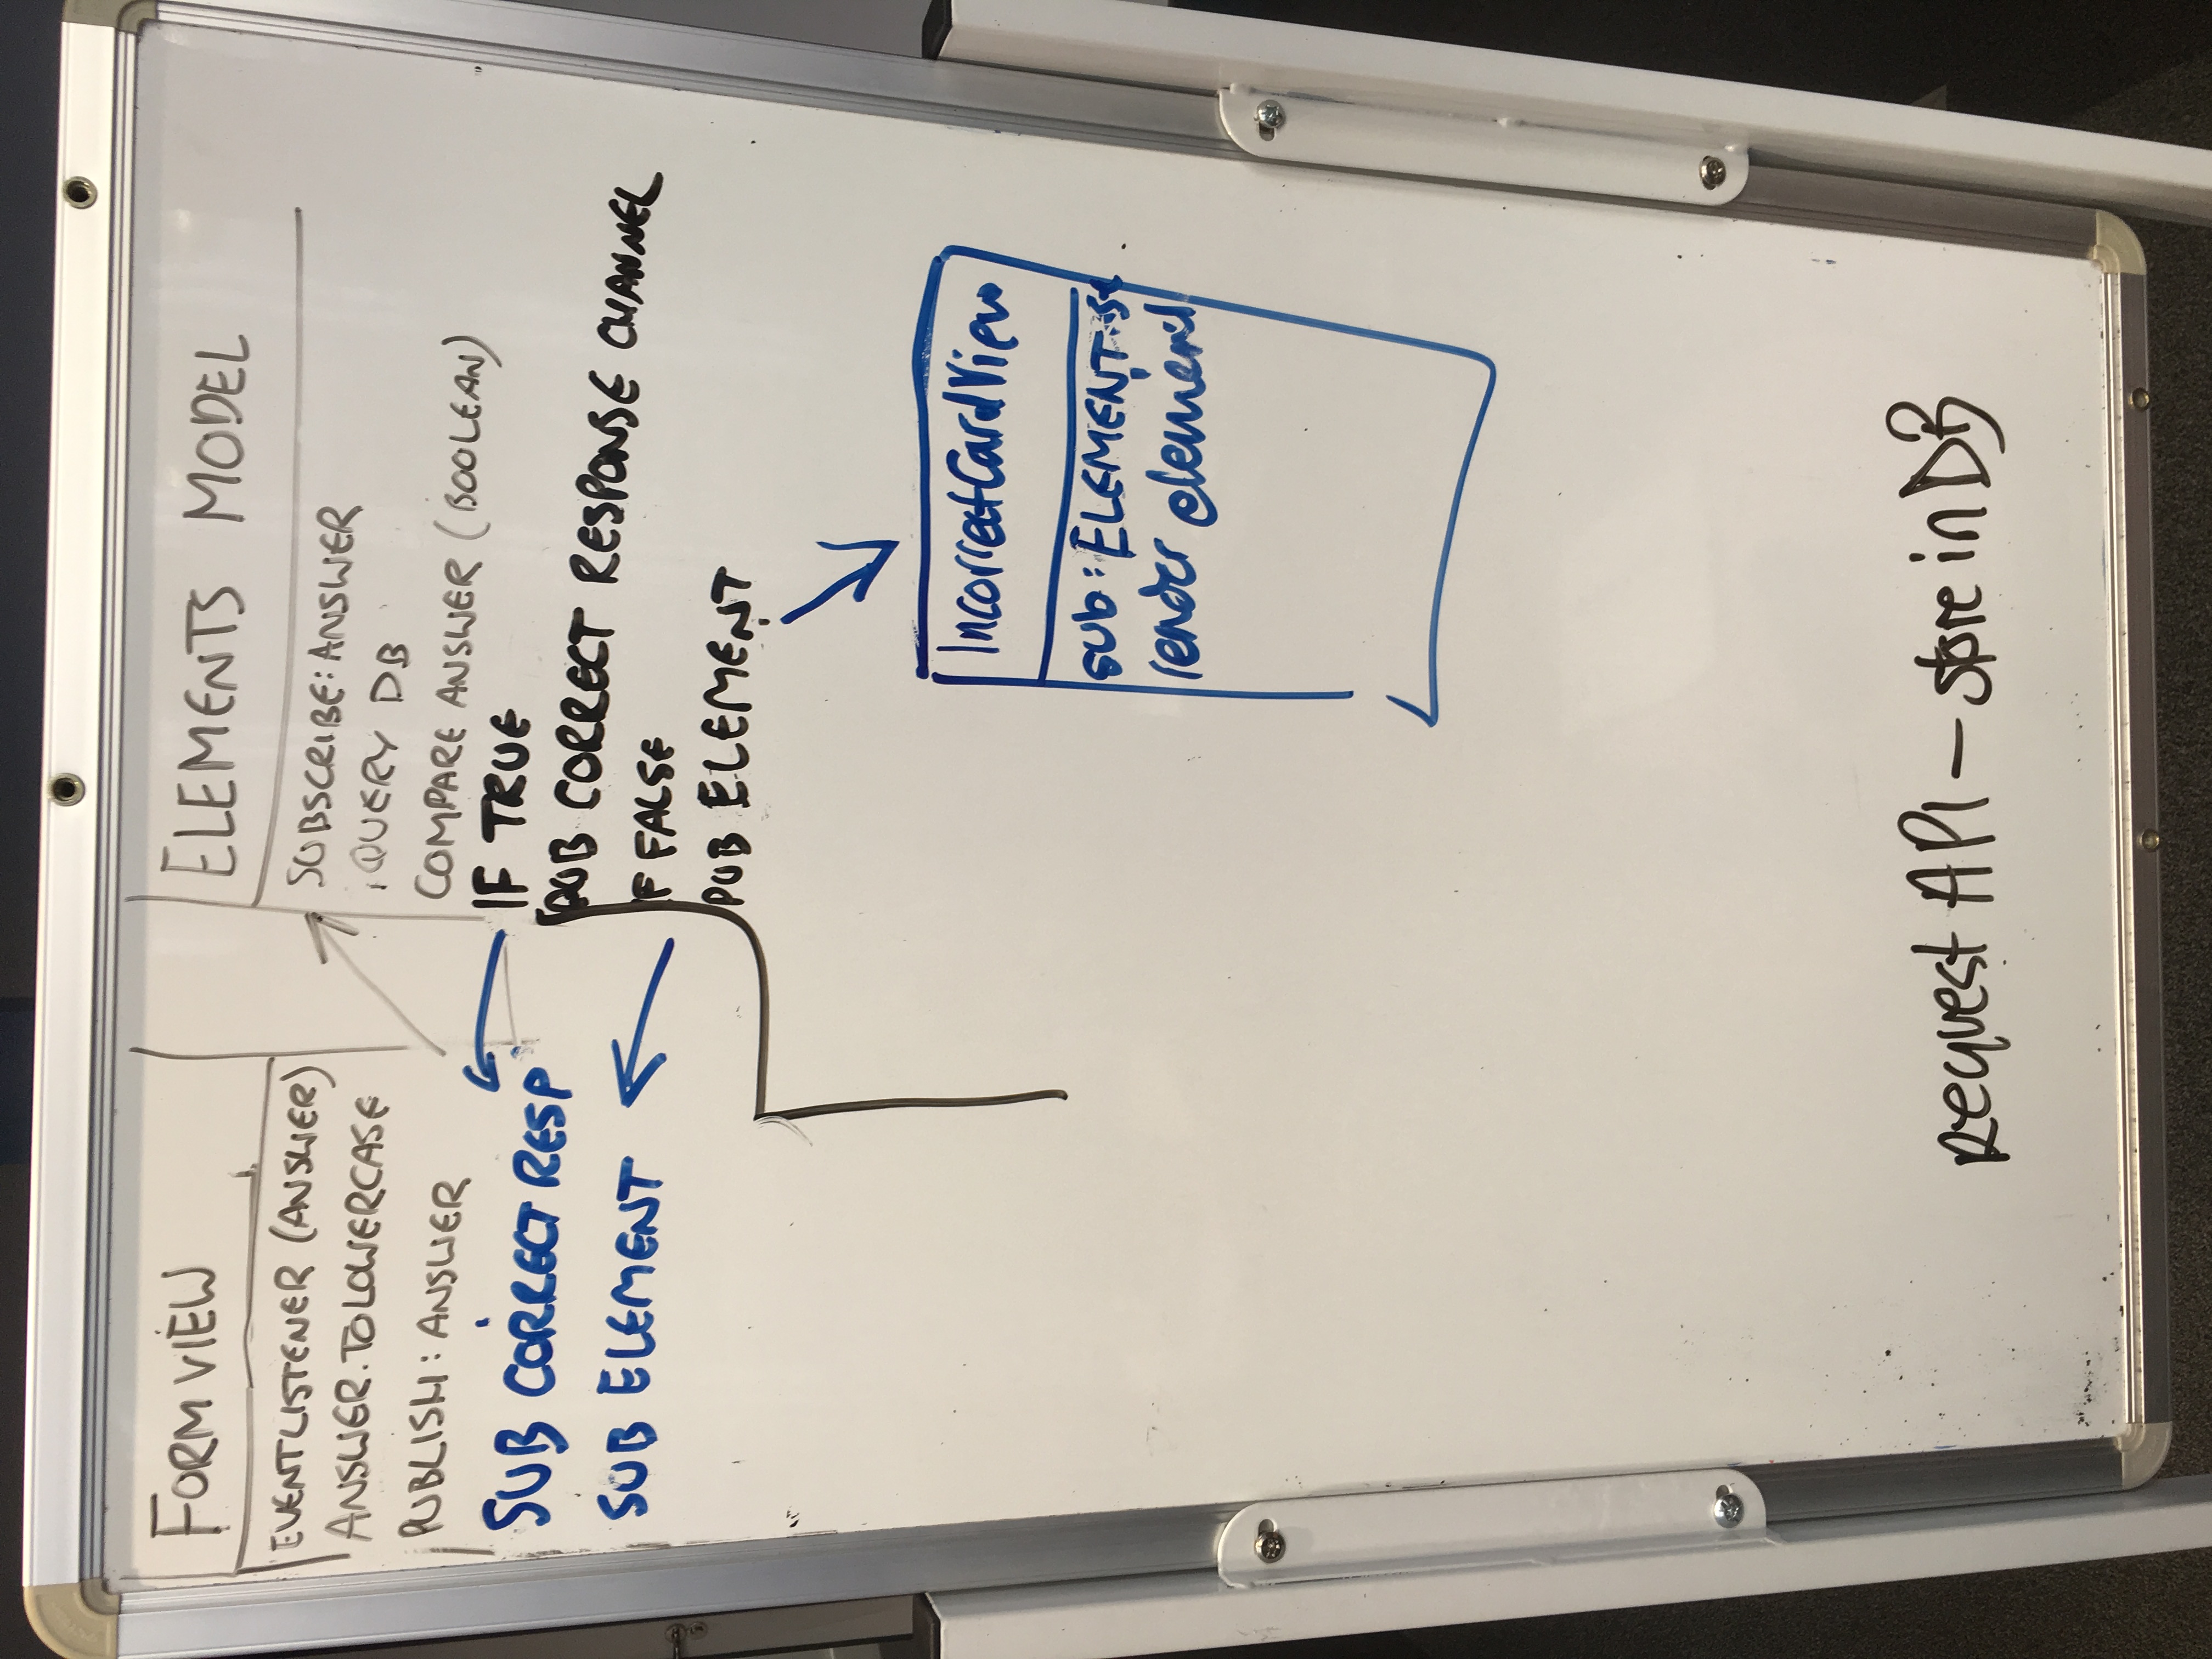 FORM VIEW
EVENTLISTENER (ANSWER)
ANSWER.TOLOWERCASE
PUBLISH: ANSWER
SUB CORRECT RESP
SUB ELEMENT
ELEMENTS MODEL
SUBSCRIBE: ANSWER
QUERY DB
COMPARE ANSWER (BOOLEAN)
IF TRUE
PUB CORRECT RESPONSE CHANNEL
IF FALSE
PUB ELEMENT
IncorrectCardView
sub: ELEMENT
render element
request API — store in DB